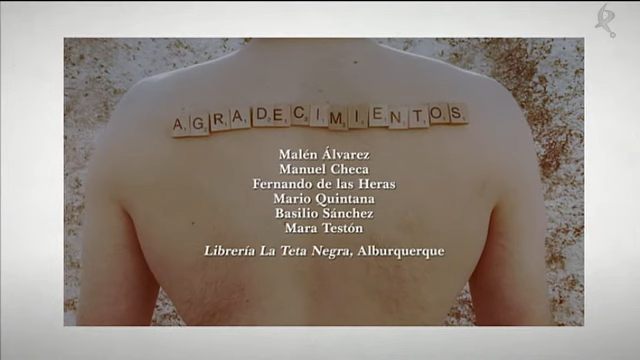 AGRADECIMIENTOS
Malén Álvarez
Manuel Checa
Fernando de las Heras
Mario Quintana
Basilio Sánchez
Mara Testón
Librería La Teta Negra, Alburquerque